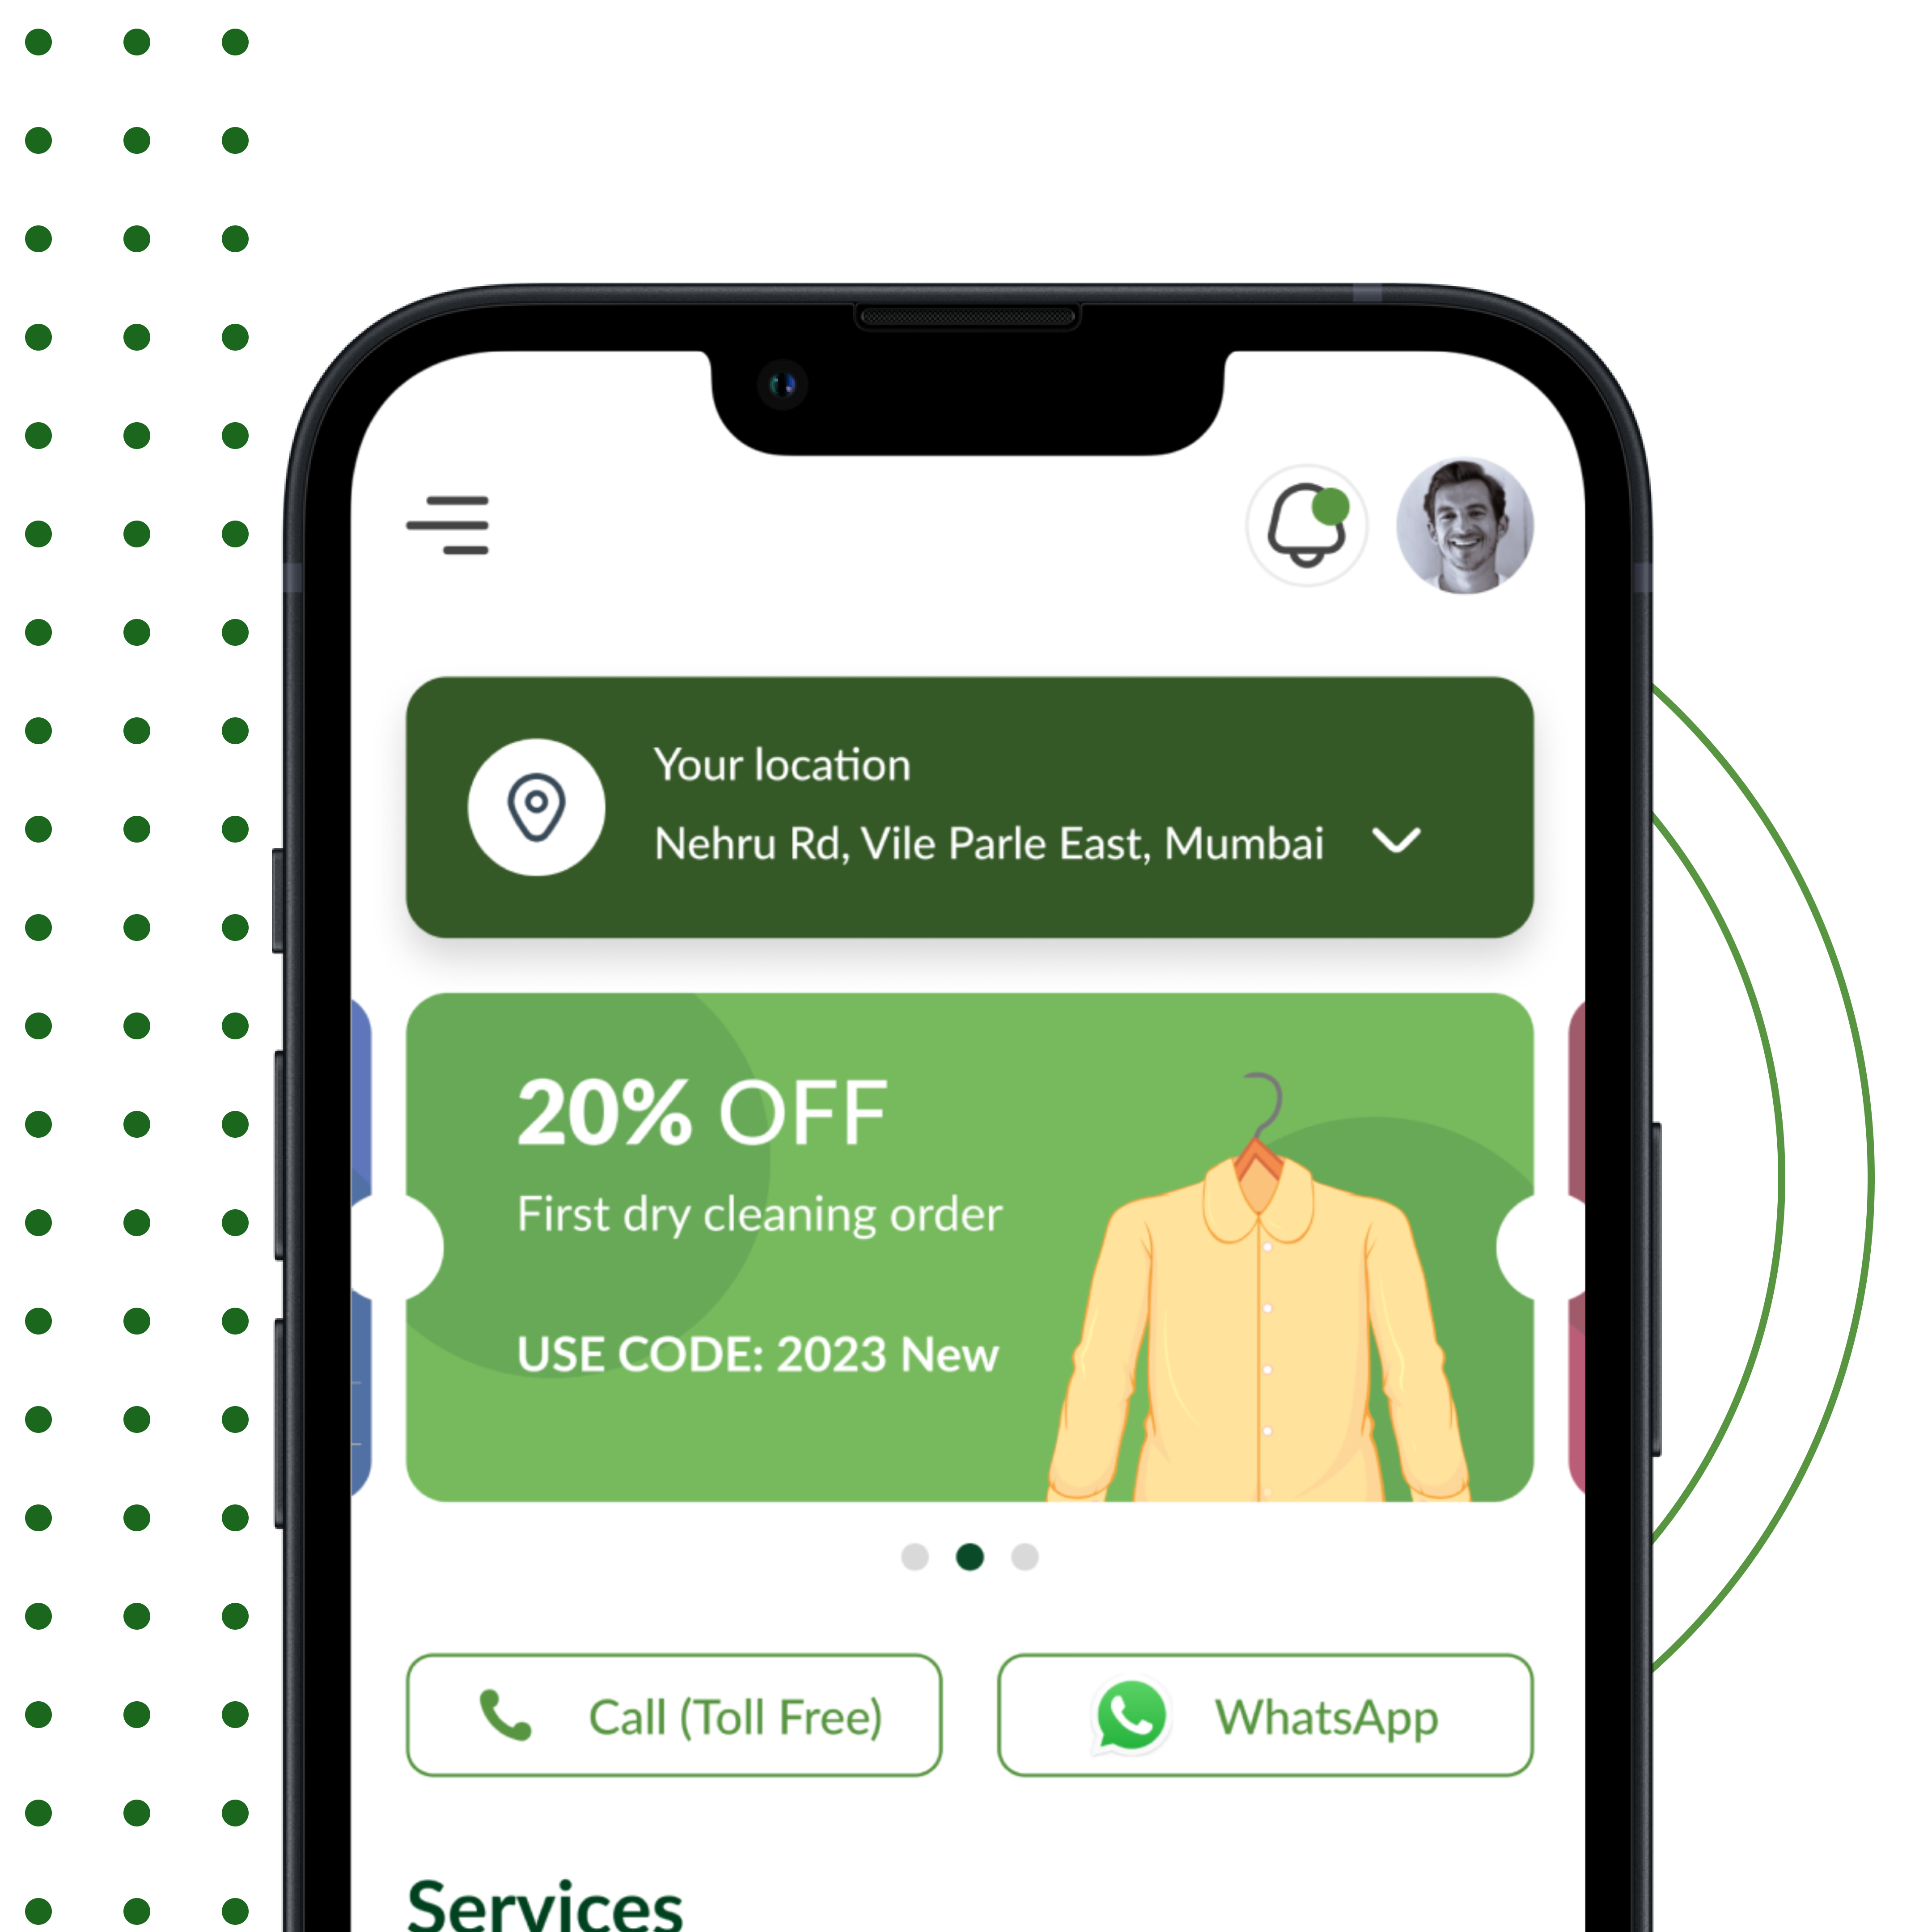 Your location
Nehru Rd, Vile Parle East, Mumbai
20% OFF
First dry cleaning order
USE CODE: 2023 New
Call (Toll Free)
WhatsApp
Services